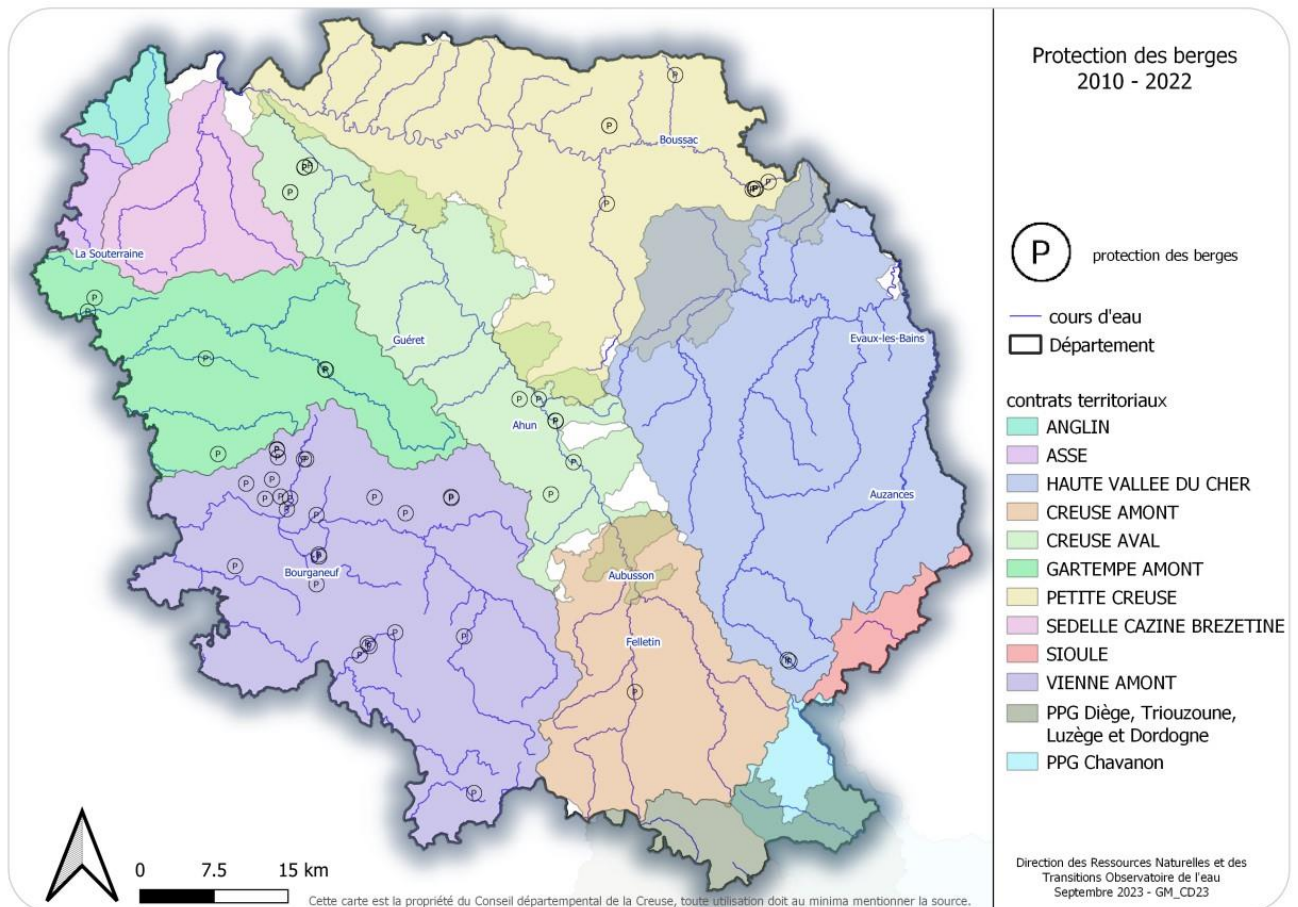 Protection des berges
2010 - 2022
P
protection des berges
cours d'eau
Département
contrats territoriaux
ANGLIN
ASSE
HAUTE VALLEE DU CHER
CREUSE AMONT
CREUSE AVAL
GARTEMPE AMONT
PETITE CREUSE
SEDELLE CAZINE BREZETINE
SIOULE
VIENNE AMONT
PPG Diège, Triouzoune,
Luzège et Dordogne
PPG Chavanon
Direction des Ressources Naturelles et des
Transitions Observatoire de l'eau
Septembre 2023 - GM_CD23
Boussac
La Souterraine
Guéret
Evaux-les-Bains
Ahun
Auzances
Bourganeuf
Aubusson
Felletin
0 7.5 15 km
Cette carte est la propriété du Conseil départempental de la Creuse, toute utilisation doit au minima mentionner la source.